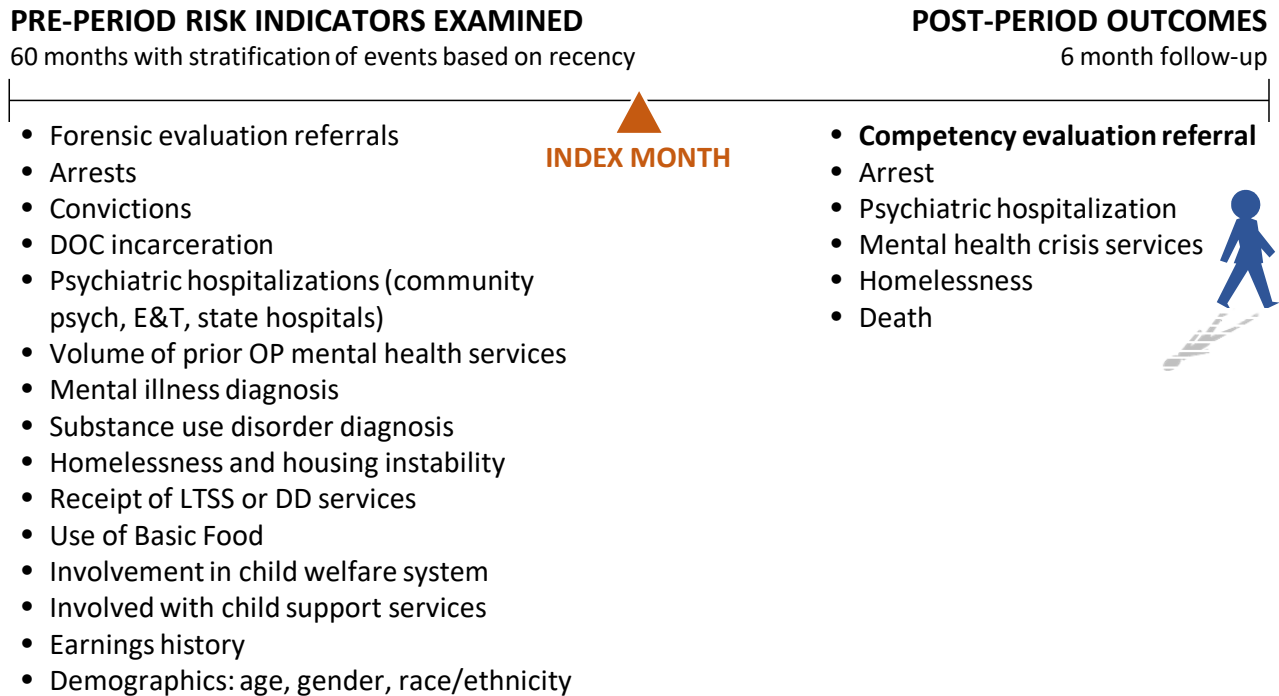 PRE-PERIOD RISK INDICATORS EXAMINED
60 months with stratification of events based on recency
POST-PERIOD OUTCOMES
6 month follow-up
INDEX MONTH
• Forensic evaluation referrals
• Arrests
• Convictions
• DOC incarceration
• Psychiatric hospitalizations (community
psych, E&T, state hospitals)
• Volume of prior OP mental health services
• Mental illness diagnosis
• Substance use disorder diagnosis
• Homelessness and housing instability
• Receipt of LTSS or DD services
• Use of Basic Food
• Involvement in child welfare system
• Involved with child support services
• Earnings history
• Demographics: age, gender, race/ethnicity
• Competency evaluation referral
• Arrest
• Psychiatric hospitalization
• Mental health crisis services
• Homelessness
• Death